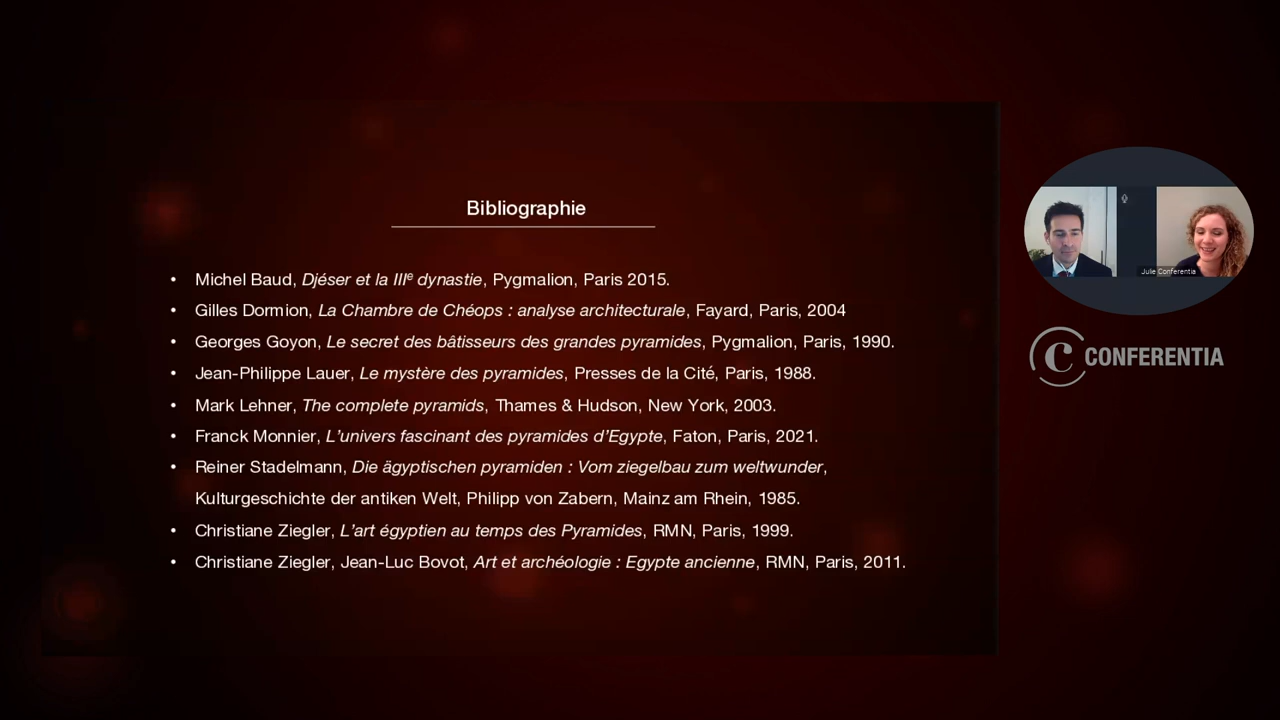 Bibliographie
• Michel Baud, Djéser et la IIIe dynastie, Pygmalion, Paris 2015.
• Gilles Dormion, La Chambre de Chéops : analyse architecturale, Fayard, Paris, 2004
• Georges Goyon, Le secret des bâtisseurs des grandes pyramides, Pygmalion, Paris, 1990.
• Jean-Philippe Lauer, Le mystère des pyramides, Presses de la Cité, Paris, 1988.
• Mark Lehner, The complete pyramids, Thames & Hudson, New York, 2003.
• Franck Monnier, L’univers fascinant des pyramides d’Egypte, Faton, Paris, 2021.
• Reiner Stadelmann, Die ägyptischen pyramiden : Vom ziegelbau zum weltwunder,
Kulturgeschichte der antiken Welt, Philipp von Zabern, Mainz am Rhein, 1985.
• Christiane Ziegler, L’art égyptien au temps des Pyramides, RMN, Paris, 1999.
• Christiane Ziegler, Jean-Luc Bovot, Art et archéologie : Egypte ancienne, RMN, Paris, 2011.
Julie Conferentia
C CONFERENTIA